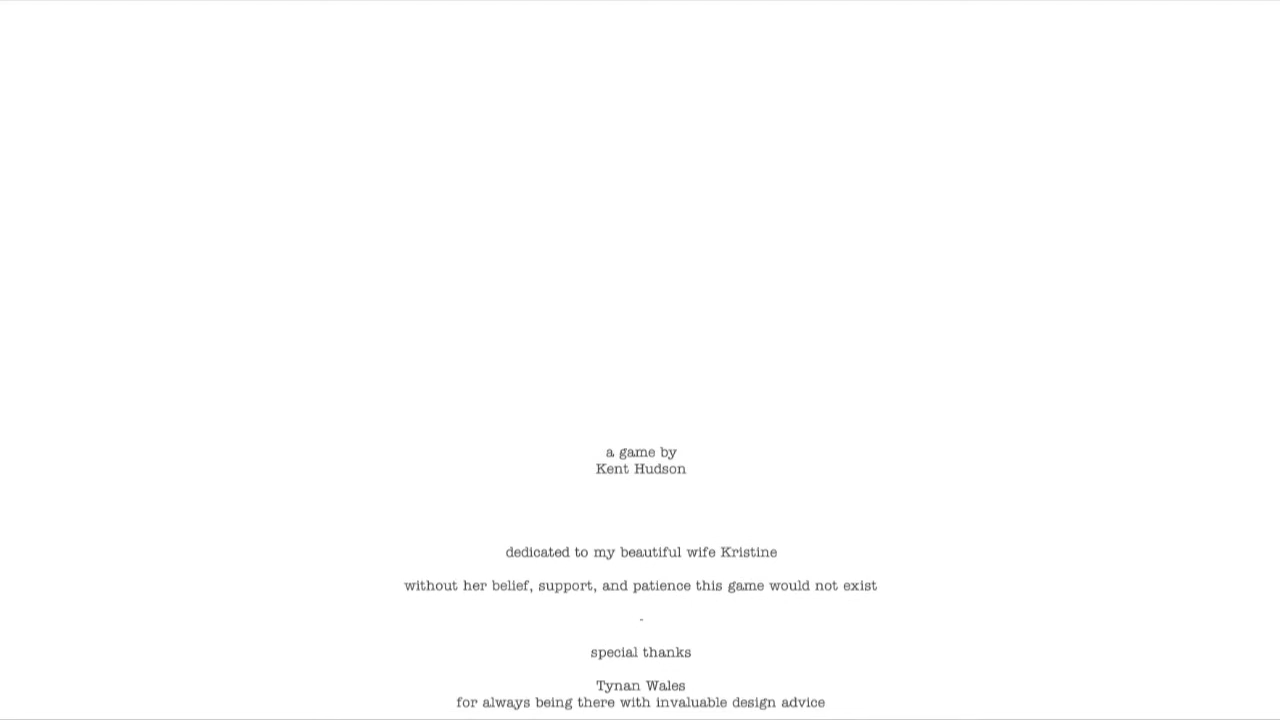 a game by
Kent Hudson
dedicated to my beautiful wife Kristine
without her belief, support, and patience this game would not exist
-
special thanks
Tynan Wales
for always being there with invaluable design advice